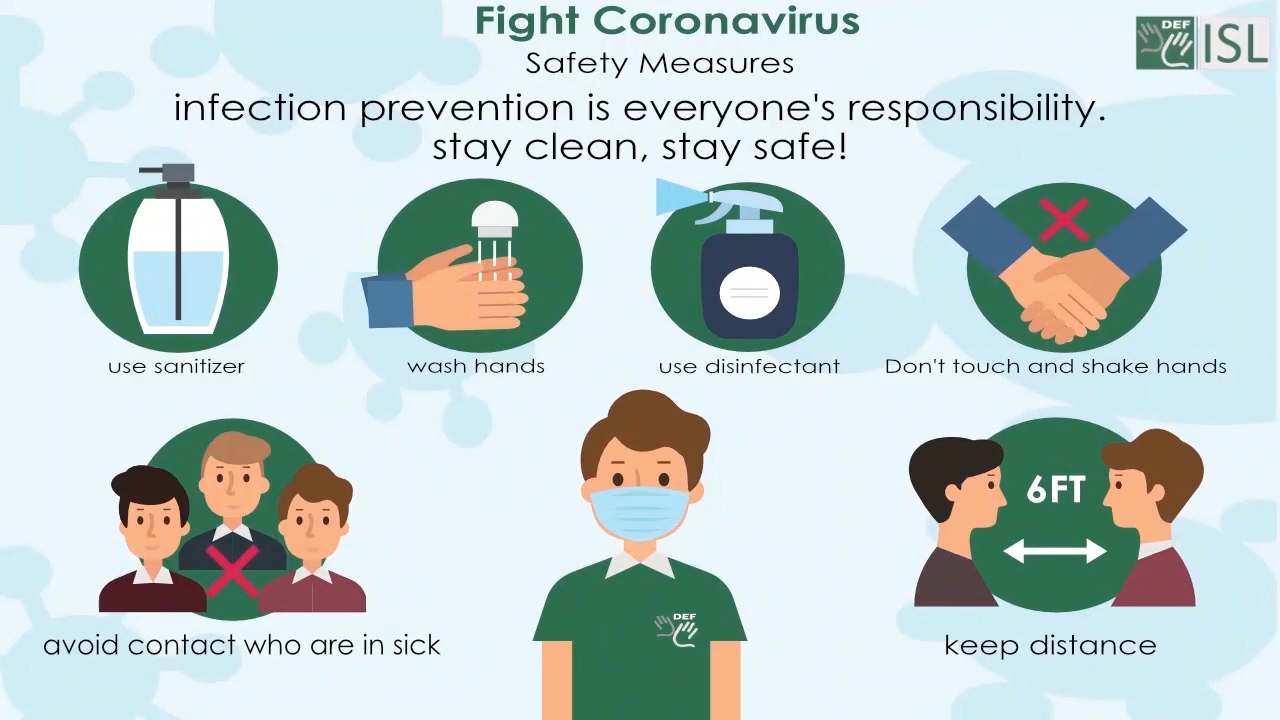 Fight Coronavirus
Safety Measures
infection prevention is everyone's responsibility.
stay clean, stay safe!
DEF
ISL
use sanitizer
wash hands
use disinfectant
Don't touch and shake hands
6FT
DEF
avoid contact who are in sick
keep distance